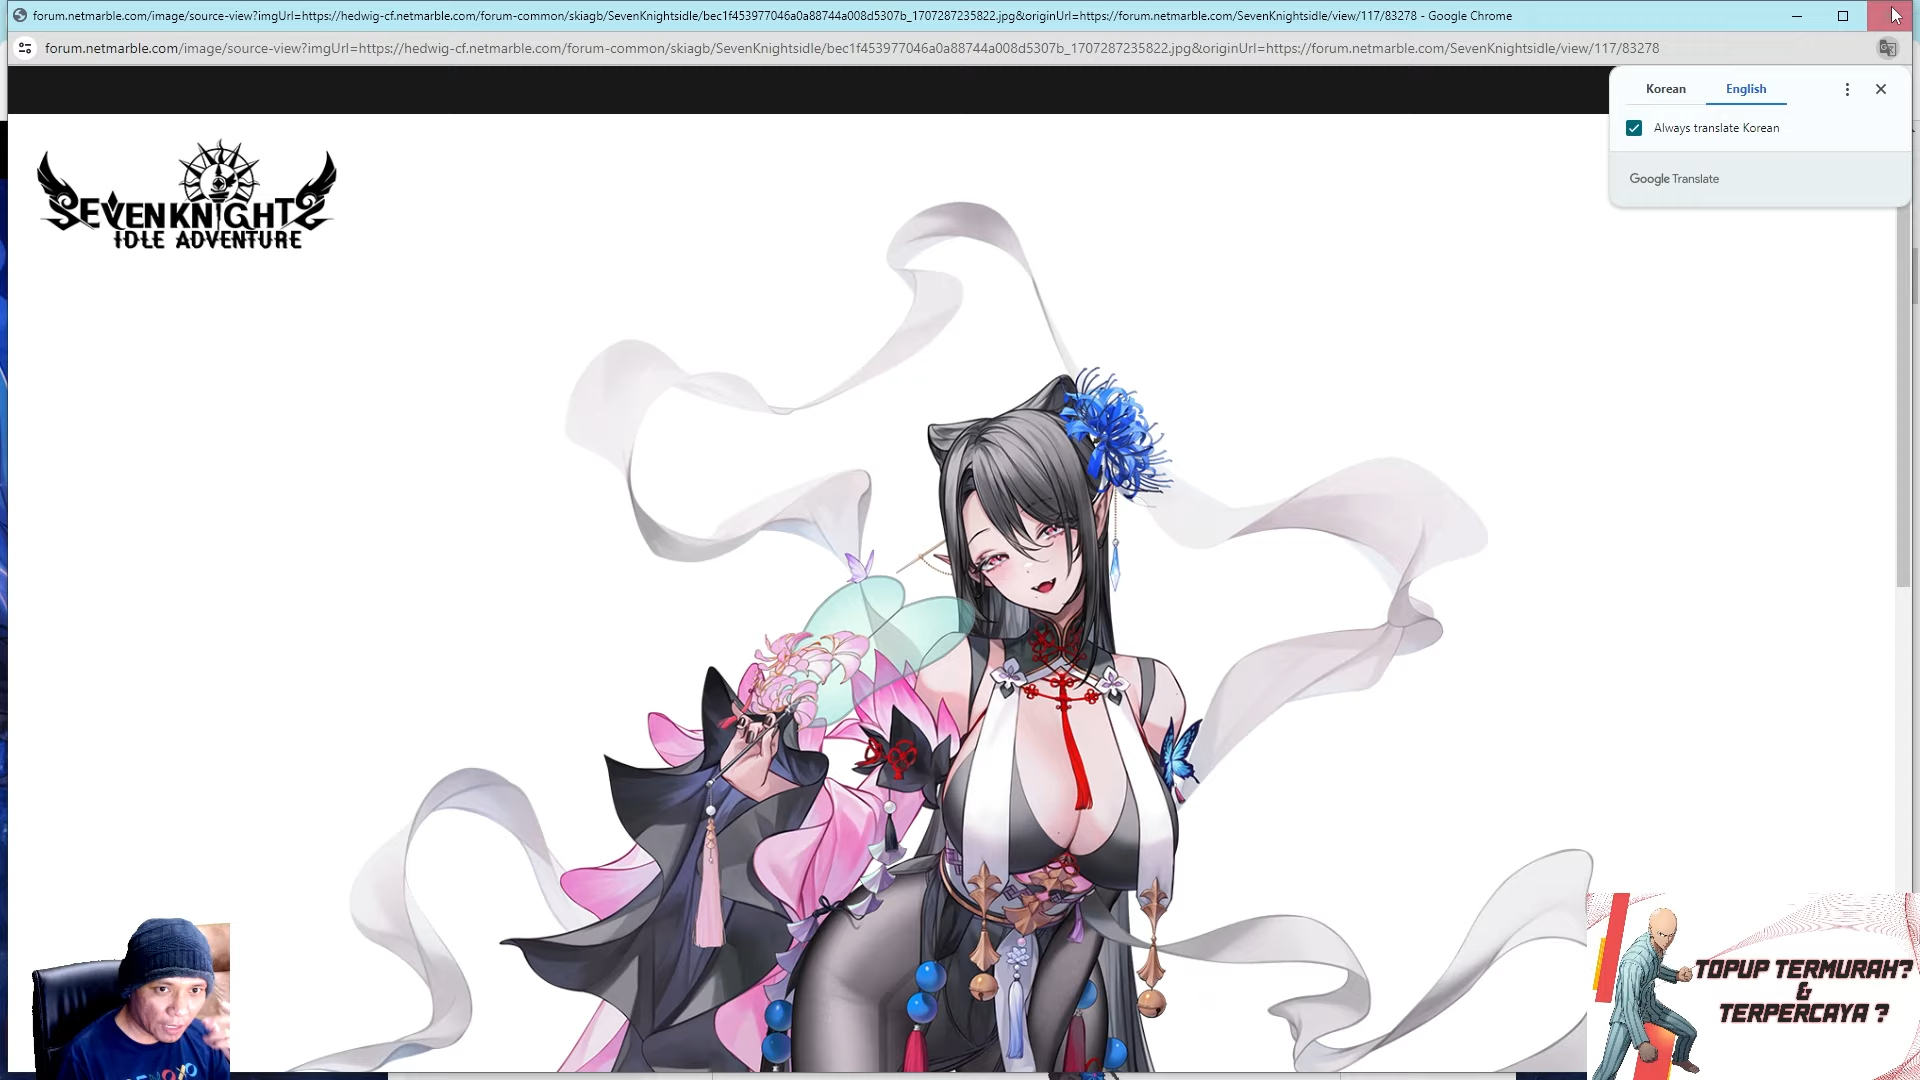 forum.netmarble.com/image/source-view?imgUrl=https://hedwig-cf.netmarble.com/forum-common/skiagb/SevenKnightsidle/bec1f453977046a0a88744a008d5307b_1707287235822.jpg&originUrl=https://forum.netmarble.com/SevenKnightsidle/view/117/83278 - Google Chrome
forum.netmarble.com/image/source-view?imgUrl=https://hedwig-cf.netmarble.com/forum-common/skiagb/SevenKnightsidle/bec1f453977046a0a88744a008d5307b_1707287235822.jpg&originUrl=https://forum.netmarble.com/SevenKnightsidle/view/117/83278
Korean English
Always translate Korean
Google Translate
SEVEN KNIGHTS
IDLE ADVENTURE
TOPUP TERMURAH?
&
TERPERCAYA ?